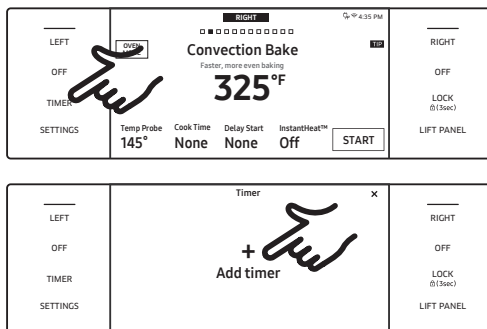 RIGHT
4:35 PM
LEFT
OFF
TIMER
SETTINGS
OVEN
Convection Bake
TIP
Faster, more even baking
325°F
Temp Probe
145°
Cook Time
None
Delay Start
None
InstantHeat™
Off
START
RIGHT
OFF
LOCK
(3sec)
LIFT PANEL
Timer
×
LEFT
OFF
TIMER
SETTINGS
+
Add timer
RIGHT
OFF
LOCK
(3sec)
LIFT PANEL